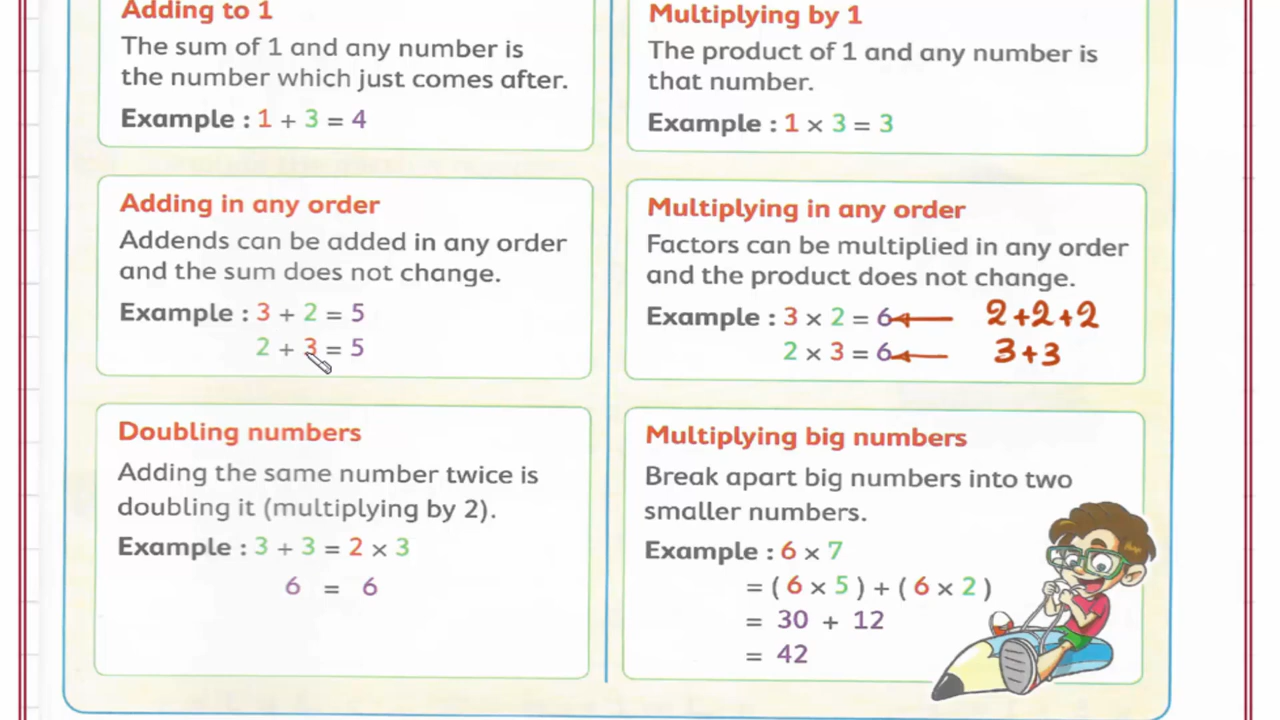 Adding to 1
The sum of 1 and any number is
the number which just comes after.
Example : 1 + 3 = 4
Adding in any order
Addends can be added in any order
and the sum does not change.
Example : 3 + 2 = 5
2 + 3 = 5
Doubling numbers
Adding the same number twice is
doubling it (multiplying by 2).
Example : 3 + 3 = 2 × 3
6 = 6
Multiplying by 1
The product of 1 and any number is
that number.
Example : 1 × 3 = 3
Multiplying in any order
Factors can be multiplied in any order
and the product does not change.
Example : 3 × 2 = 6 2+2+2
2 × 3 = 6 3+3
Multiplying big numbers
Break apart big numbers into two
smaller numbers.
Example : 6 × 7
= ( 6 × 5 ) + ( 6 × 2 )
= 30 + 12
= 42